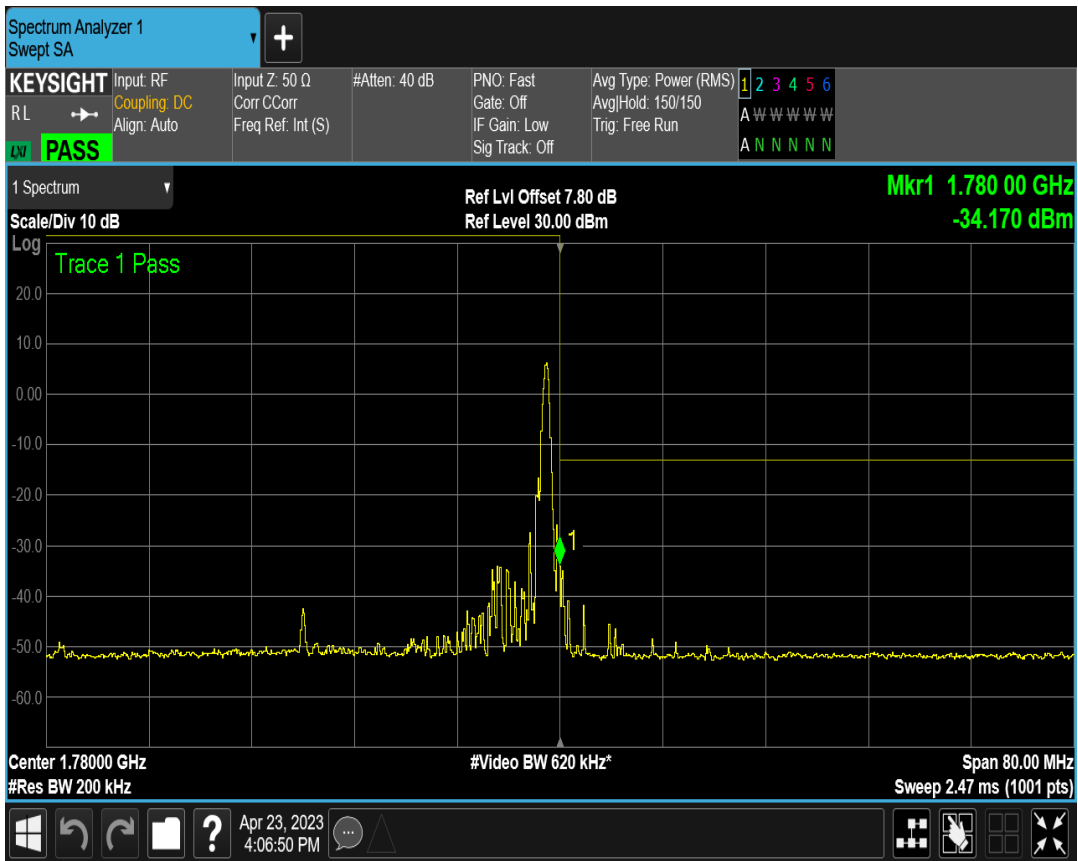 Spectrum Analyzer 1
Swept SA
+
KEYSIGHT
RL
LXI PASS
Input: RF
Coupling: DC
Align: Auto
Input Z: 50 Ω
Corr CCorr
Freq Ref: Int (S)
#Atten: 40 dB
PNO: Fast
Gate: Off
IF Gain: Low
Sig Track: Off
Avg Type: Power (RMS)
Avg|Hold: 150/150
Trig: Free Run
1 2 3 4 5 6
A W W W W W
A N N N N N
1 Spectrum
Scale/Div 10 dB
Ref Lvl Offset 7.80 dB
Ref Level 30.00 dBm
Mkr1 1.780 00 GHz
-34.170 dBm
Log
Trace 1 Pass
20.0
10.0
0.00
-10.0
-20.0
-30.0
1
-40.0
-50.0
-60.0
Center 1.78000 GHz
#Res BW 200 kHz
#Video BW 620 kHz*
Span 80.00 MHz
Sweep 2.47 ms (1001 pts)
?
Apr 23, 2023
4:06:50 PM